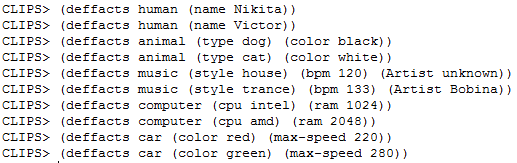 CLIPS> (deffacts human (name Nikita))
CLIPS> (deffacts human (name Victor))
CLIPS> (deffacts animal (type dog) (color black))
CLIPS> (deffacts animal (type cat) (color white))
CLIPS> (deffacts music (style house) (bpm 120) (Artist unknown))
CLIPS> (deffacts music (style trance) (bpm 133) (Artist Bobina))
CLIPS> (deffacts computer (cpu intel) (ram 1024))
CLIPS> (deffacts computer (cpu amd) (ram 2048))
CLIPS> (deffacts car (color red) (max-speed 220))
CLIPS> (deffacts car (color green) (max-speed 280))